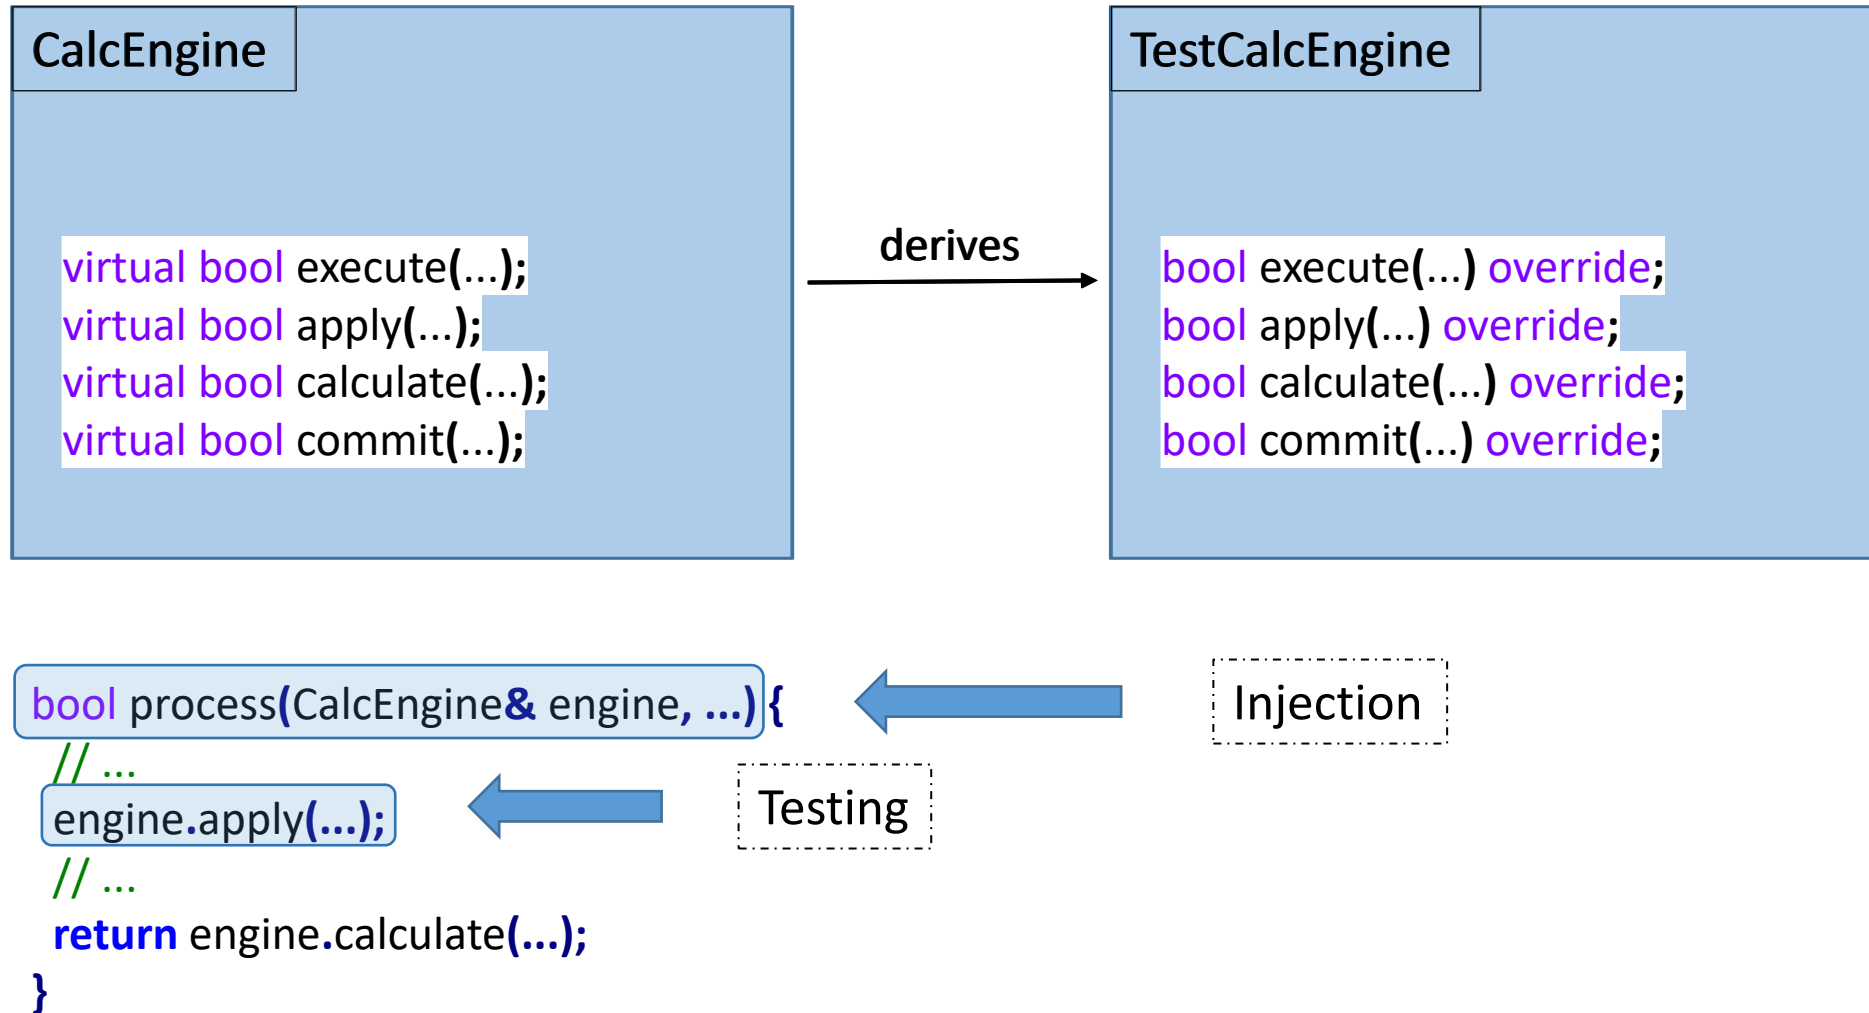 CalcEngine
virtual bool execute(...);
virtual bool apply(...);
virtual bool calculate(...);
virtual bool commit(...);
derives
TestCalcEngine
bool execute(...) override;
bool apply(...) override;
bool calculate(...) override;
bool commit(...) override;
bool process(CalcEngine& engine, ...) {
Injection
// ...
engine.apply(...);
Testing
// ...
return engine.calculate(...);
}